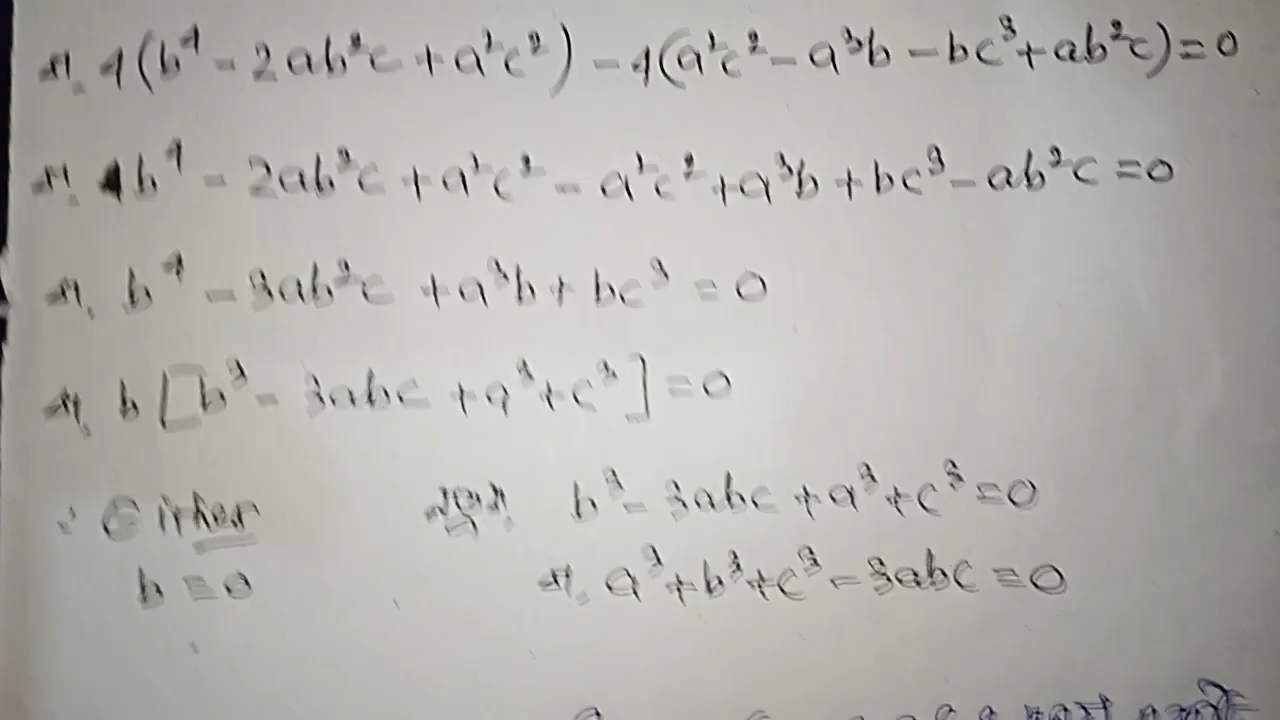 বা, 4(b⁴ - 2ab²c + a²c²) - 4(a²c² - a³b - bc³ + ab²c) = 0
বা, 4b⁴ - 2ab²c + a²c² - a²c² + a³b + bc³ - ab²c = 0
বা, b⁴ - 3ab²c + a³b + bc³ = 0
বা, b[b³ - 3abc + a³ + c³] = 0
∴ Either b³ - 3abc + a³ + c³ = 0
b = 0 বা, a³ + b³ + c³ - 3abc = 0